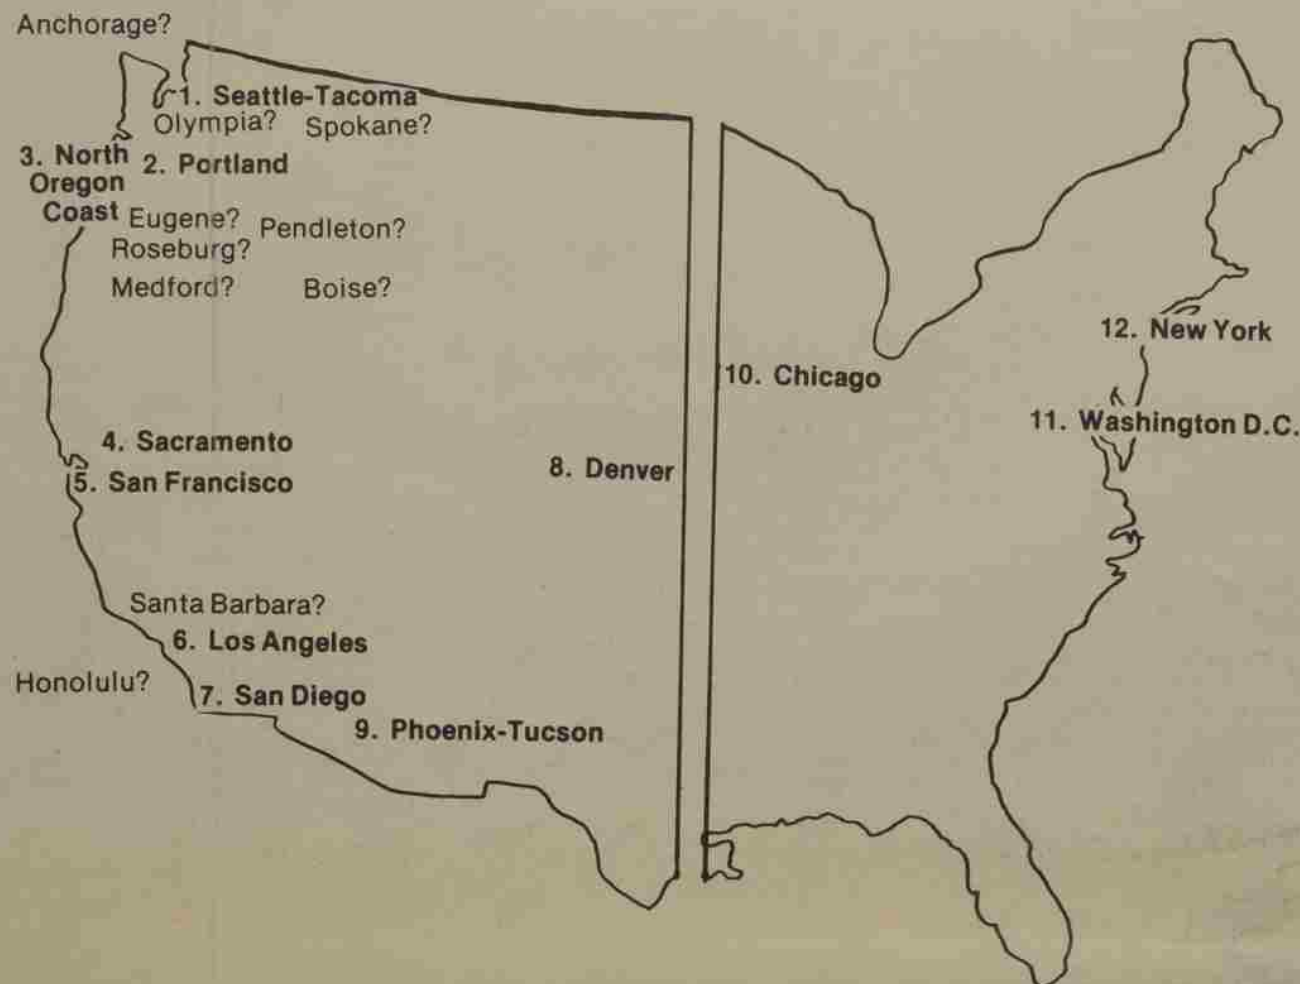 Anchorage?
1. Seattle-Tacoma
Olympia? Spokane?
3. North
Oregon
Coast
2. Portland
Eugene? Pendleton?
Roseburg?
Medford? Boise?
12. New York
10. Chicago
11. Washington D.C.
4. Sacramento
5. San Francisco
8. Denver
Santa Barbara?
6. Los Angeles
Honolulu?
7. San Diego
9. Phoenix-Tucson